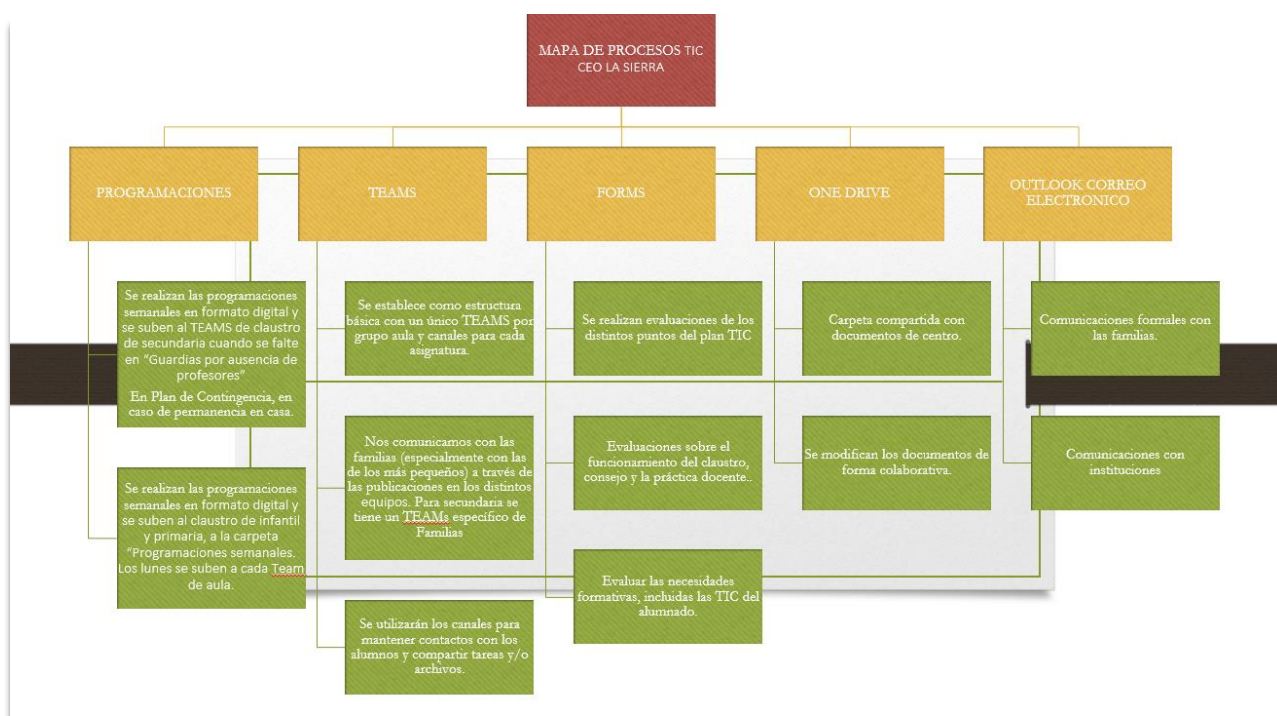 MAPA DE PROCESOS TIC
CEO LA SIERRA
PROGRAMACIONES
TEAMS
FORMS
ONE DRIVE
OUTLOOK CORREO
ELECTRONICO
Se realizan las programaciones
semanales en formato digital y
se suben al TEAMS de claustro
de secundaria cuando se falte
en “Guardias por ausencia de
profesores”
En Plan de Contingencia, en
caso de permanencia en casa.
Se realizan las programaciones
semanales en formato digital y
se suben al claustro de infantil
y primaria, a la carpeta
“Programaciones semanales.
Los lunes se suben a cada Team
de aula.
Se establece como estructura
básica con un único TEAMS por
grupo aula y canales para cada
asignatura.
Nos comunicamos con las
familias (especialmente con las
de los más pequeños) a través de
las publicaciones en los distintos
equipos. Para secundaria se
tiene un TEAMs específico de
Familias
Se utilizarán los canales para
mantener contactos con los
alumnos y compartir tareas y/o
archivos.
Se realizan evaluaciones de los
distintos puntos del plan TIC
Evaluaciones sobre el
funcionamiento del claustro,
consejo y la práctica docente..
Evaluar las necesidades
formativas, incluidas las TIC del
alumnado.
Carpeta compartida con
documentos de centro.
Se modifican los documentos de
forma colaborativa.
Comunicaciones formales con
las familias.
Comunicaciones con
instituciones